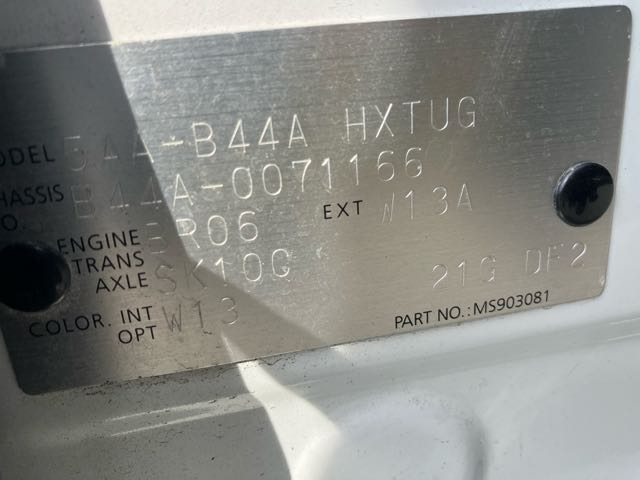 MODEL 5AA-B44A HXTUG
CHASSIS NO. B44A-0071166
ENGINE BR06 EXT W13A
TRANS AXLE SK10C 21G DF2
COLOR. INT W13
OPT PART NO.:MS903081